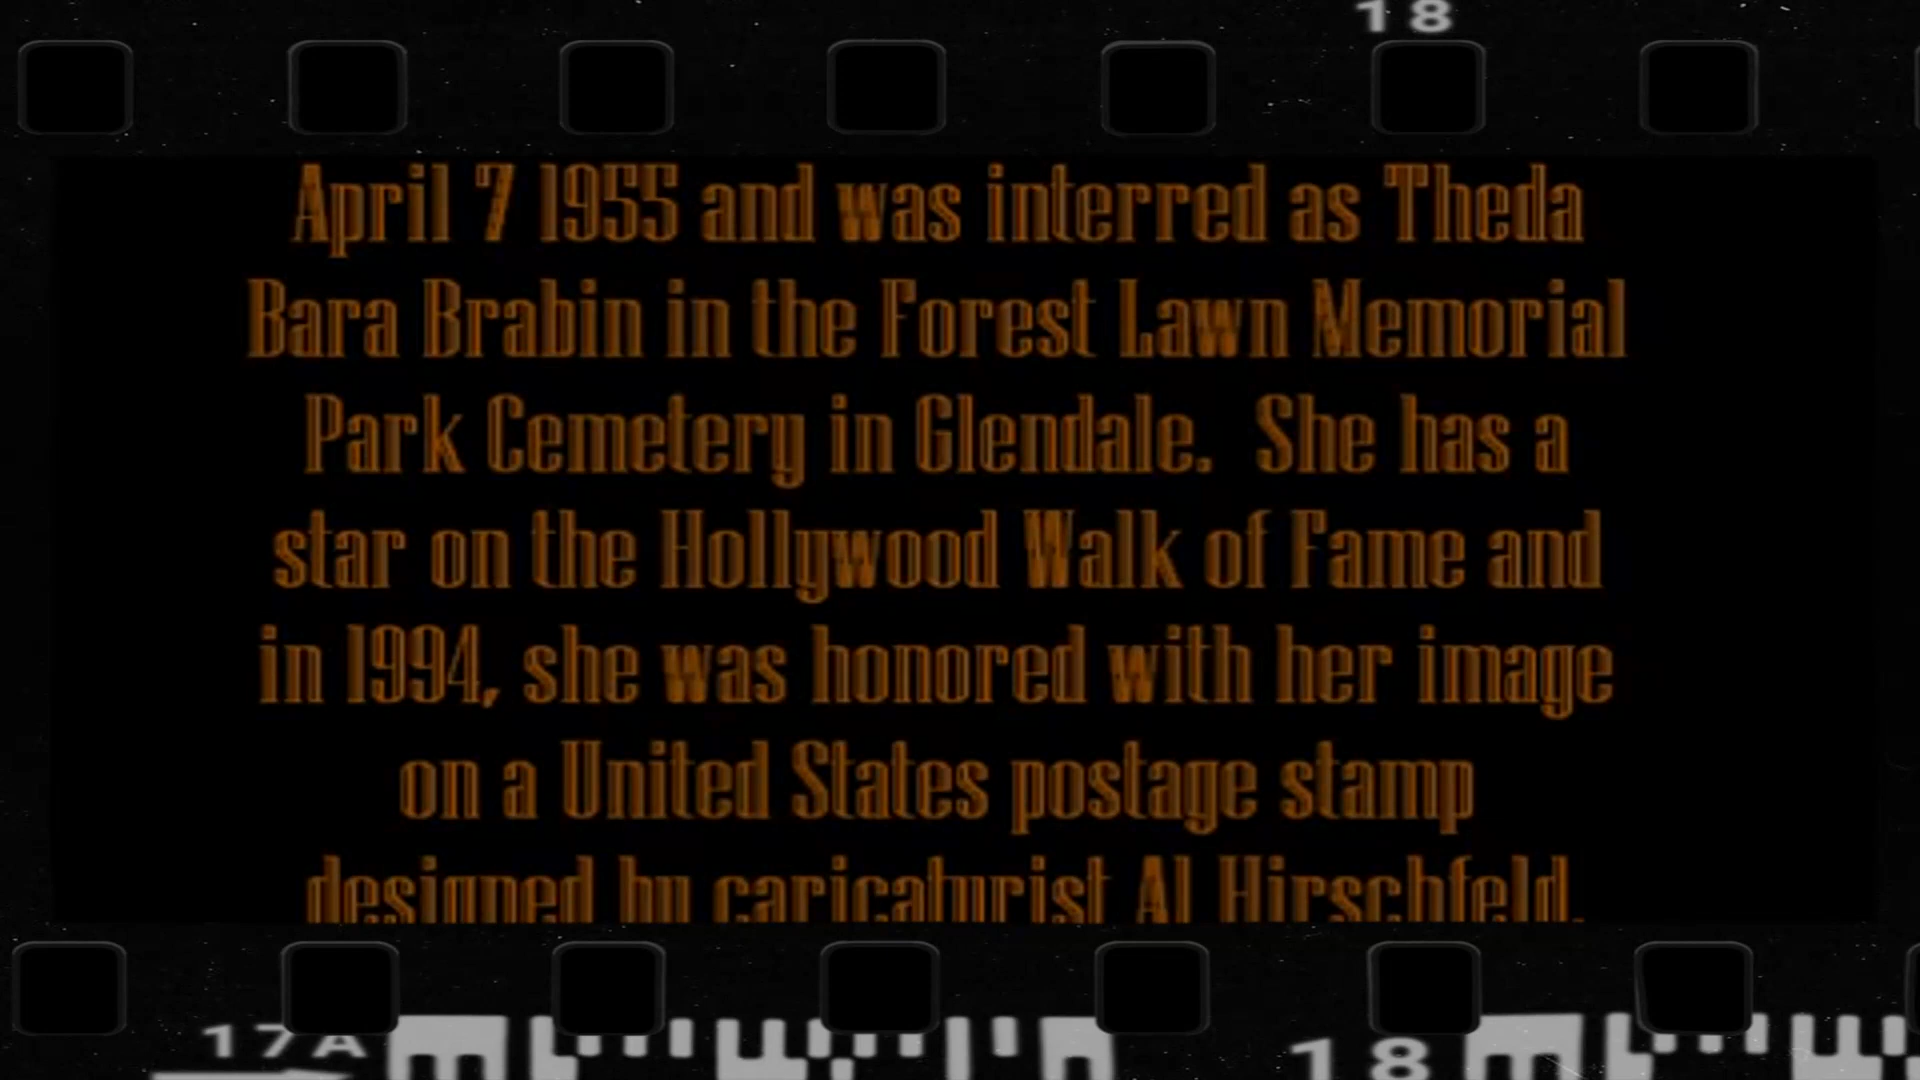 18
April 7 1955 and was interred as Theda
Bara Brabin in the Forest Lawn Memorial
Park Cemetery in Glendale.  She has a
star on the Hollywood Walk of Fame and
in 1994, she was honored with her image
on a United States postage stamp
designed by caricaturist Al Hirschfeld.
17A
18